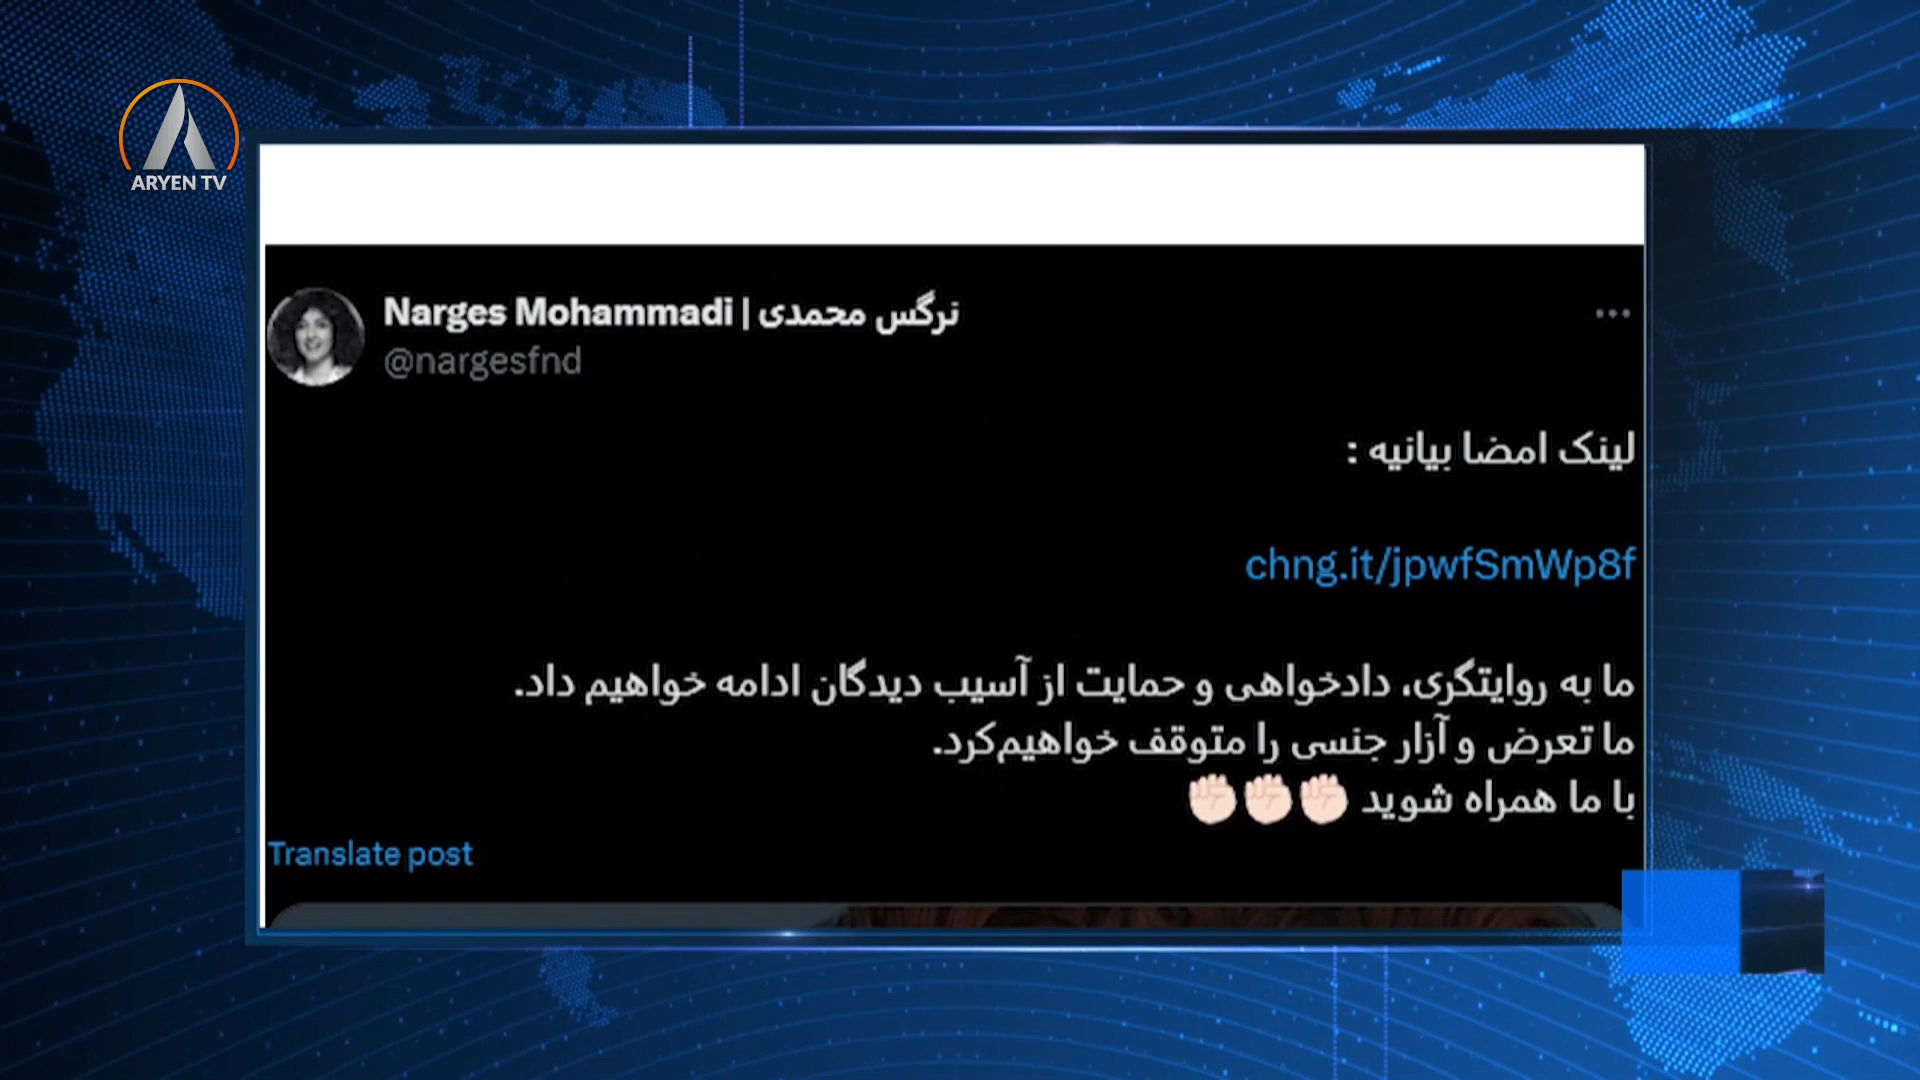 ARYEN TV
Narges Mohammadi | نرگس محمدی
@nargesfnd
لینک امضا بیانیه :
chng.it/jpwfSmWp8f
ما به روایتگری، دادخواهی و حمایت از آسیب دیدگان ادامه خواهیم داد.
ما تعرض و آزار جنسی را متوقف خواهیم‌کرد.
با ما همراه شوید ✊🏻✊🏻✊🏻
Translate post